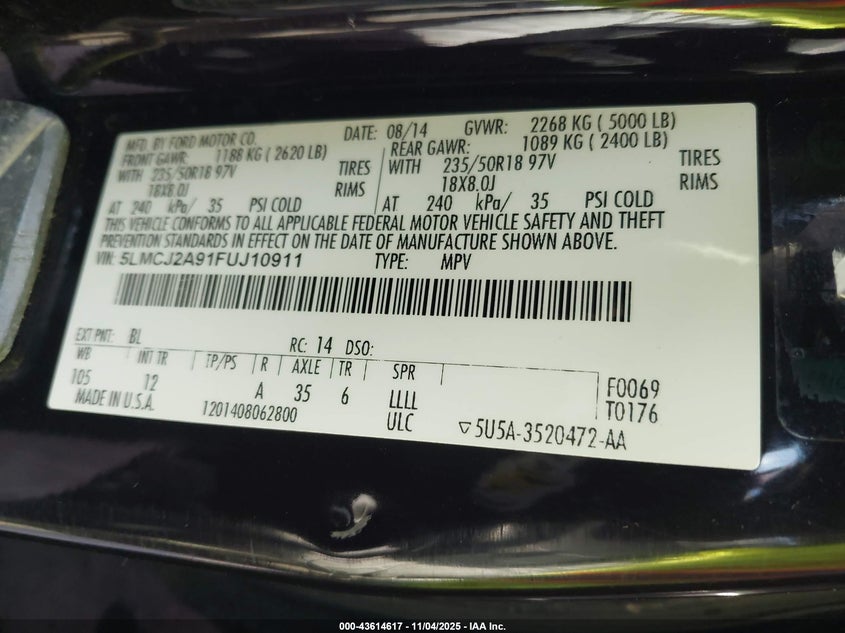 MFD. BY FORD MOTOR CO. DATE: 08/14 GVWR: 2268 KG ( 5000 LB)
FRONT GAWR: 1188 KG ( 2620 LB) REAR GAWR: 1089 KG ( 2400 LB)
WITH 235/50R18 97V TIRES WITH 235/50R18 97V TIRES
18X8.0J RIMS 18X8.0J RIMS
AT 240 kPa/ 35 PSI COLD AT 240 kPa/ 35 PSI COLD
THIS VEHICLE CONFORMS TO ALL APPLICABLE FEDERAL MOTOR VEHICLE SAFETY AND THEFT
PREVENTION STANDARDS IN EFFECT ON THE DATE OF MANUFACTURE SHOWN ABOVE.
VIN: 5LMCJ2A91FUJ10911 TYPE: MPV
EXT PNT: BL RC: 14 DSO:
WB INT TR TP/PS R AXLE TR SPR
105 12 A 35 6 LLLL F0069
MADE IN U.S.A. 1201408062800 ULC T0176
▽5U5A-3520472-AA
000-43614617 - 11/04/2025 - IAA Inc.